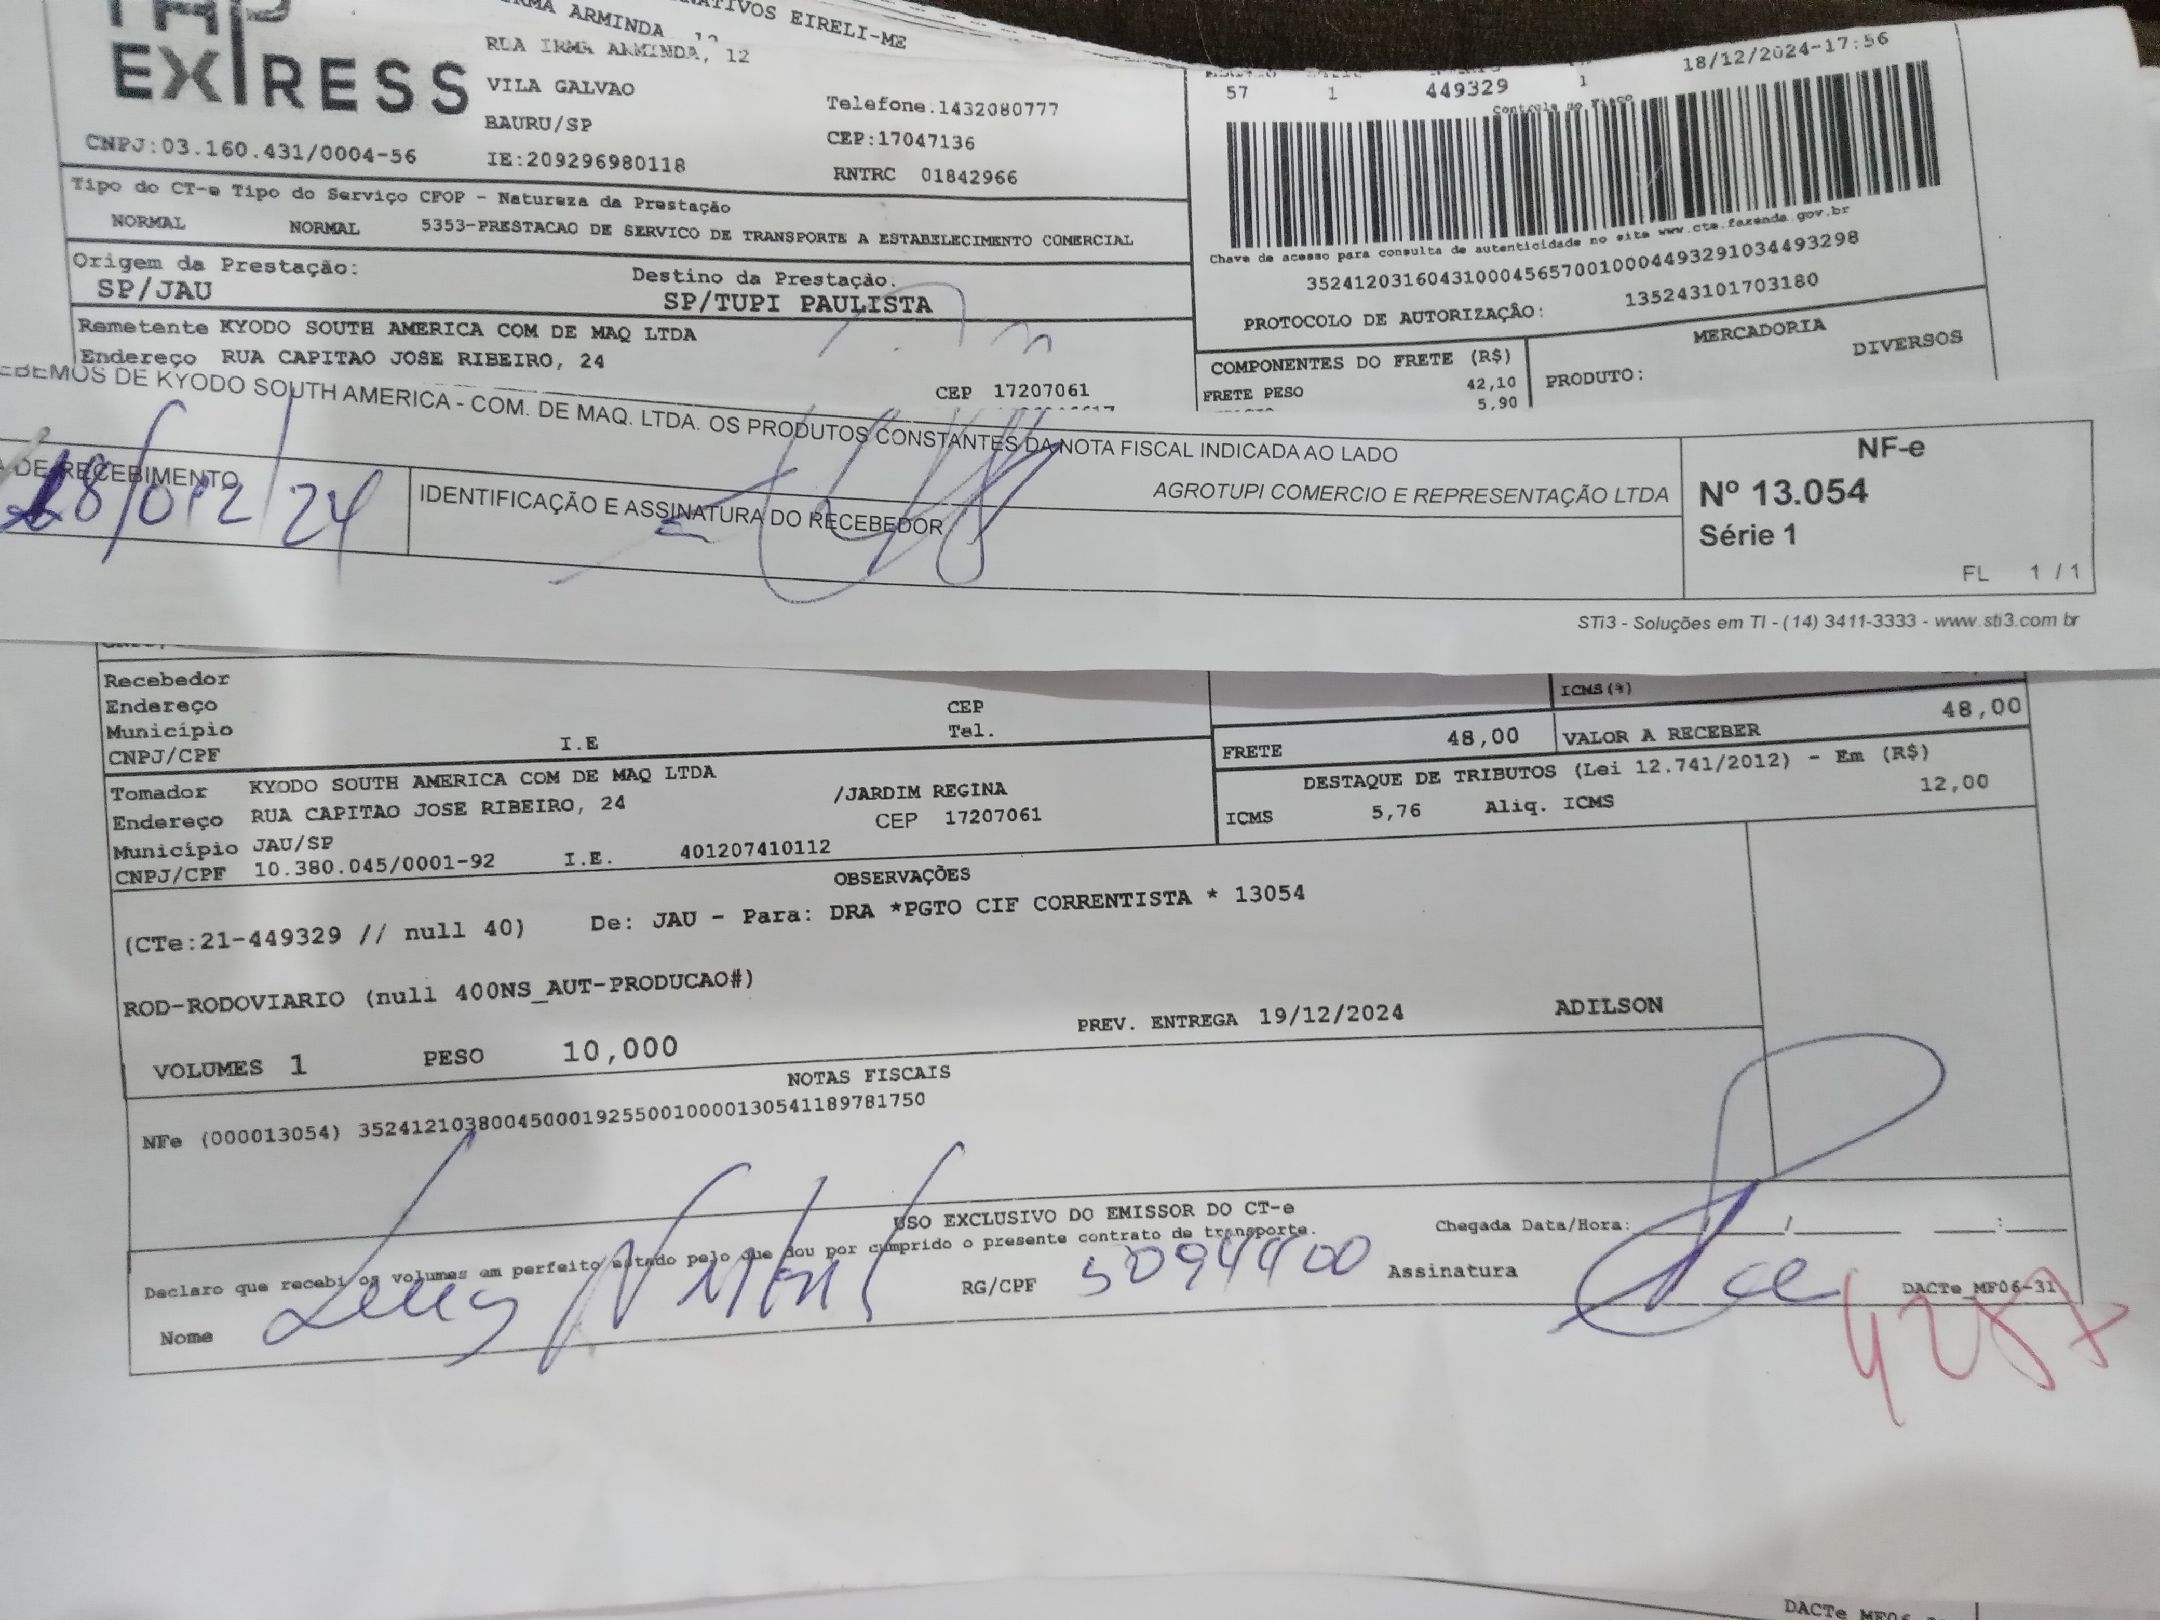 EXPRESS
ATIVOS EIRELI-ME
ARMINDA
RUA IRMA ARMINDA, 12
VILA GALVAO
BAURU/SP
Telefone.1432080777
CEP:17047136
CNPJ:03.160.431/0004-56
IE:209296980118
RNTRC 01842966
57 1 449329 1 18/12/2024-17:56
Controle do Fisco
Tipo do CT-e Tipo do Serviço CFOP - Natureza da Prestação
NORMAL NORMAL 5353-PRESTACAO DE SERVICO DE TRANSPORTE A ESTABELECIMENTO COMERCIAL
Chave de acesso para consulta de autenticidade no site www.cte.fazenda.gov.br
35241203160431000456570010004493291034493298
PROTOCOLO DE AUTORIZAÇÃO: 135243101703180
Origem da Prestação: Destino da Prestação:
SP/JAU SP/TUPI PAULISTA
Remetente KYODO SOUTH AMERICA COM DE MAQ LTDA
Endereço RUA CAPITAO JOSE RIBEIRO, 24
CEP 17207061
COMPONENTES DO FRETE (R$) MERCADORIA
FRETE PESO 42,10 PRODUTO: DIVERSOS
5,90
EBEMOS DE KYODO SOUTH AMERICA - COM. DE MAQ. LTDA. OS PRODUTOS CONSTANTES DA NOTA FISCAL INDICADA AO LADO
AGROTUPI COMERCIO E REPRESENTAÇÃO LTDA
A DE RECEBIMENTO
IDENTIFICAÇÃO E ASSINATURA DO RECEBEDOR
NF-e
Nº 13.054
Série 1
FL 1 / 1
STi3 - Soluções em TI - (14) 3411-3333 - www.sti3.com br
Recebedor
Endereço CEP
Município Tel.
CNPJ/CPF I.E
ICMS(%)
FRETE 48,00 VALOR A RECEBER 48,00
DESTAQUE DE TRIBUTOS (Lei 12.741/2012) - Em (R$)
ICMS 5,76 Aliq. ICMS 12,00
Tomador KYODO SOUTH AMERICA COM DE MAQ LTDA
Endereço RUA CAPITAO JOSE RIBEIRO, 24 /JARDIM REGINA
Município JAU/SP CEP 17207061
CNPJ/CPF 10.380.045/0001-92 I.E. 401207410112
OBSERVAÇÕES
(CTe:21-449329 // null 40) De: JAU - Para: DRA *PGTO CIF CORRENTISTA * 13054
ROD-RODOVIARIO (null 400NS_AUT-PRODUCAO#)
PREV. ENTREGA 19/12/2024 ADILSON
VOLUMES 1 PESO 10,000
NOTAS FISCAIS
NFe (000013054) 35241210380045000192550010000130541189781750
USO EXCLUSIVO DO EMISSOR DO CT-e
Declaro que recebi os volumes em perfeito estado pelo que dou por cumprido o presente contrato de transporte.
Chegada Data/Hora: / / :
Nome RG/CPF Assinatura
DACTe_MF06-31
DACTe MF06